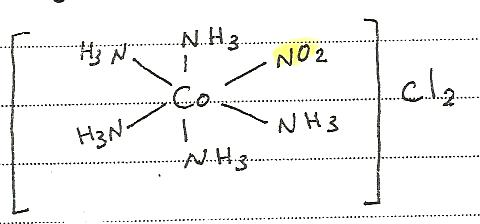 H3N NH3 NO2
[ Co ] Cl2
H3N NH3 NH3